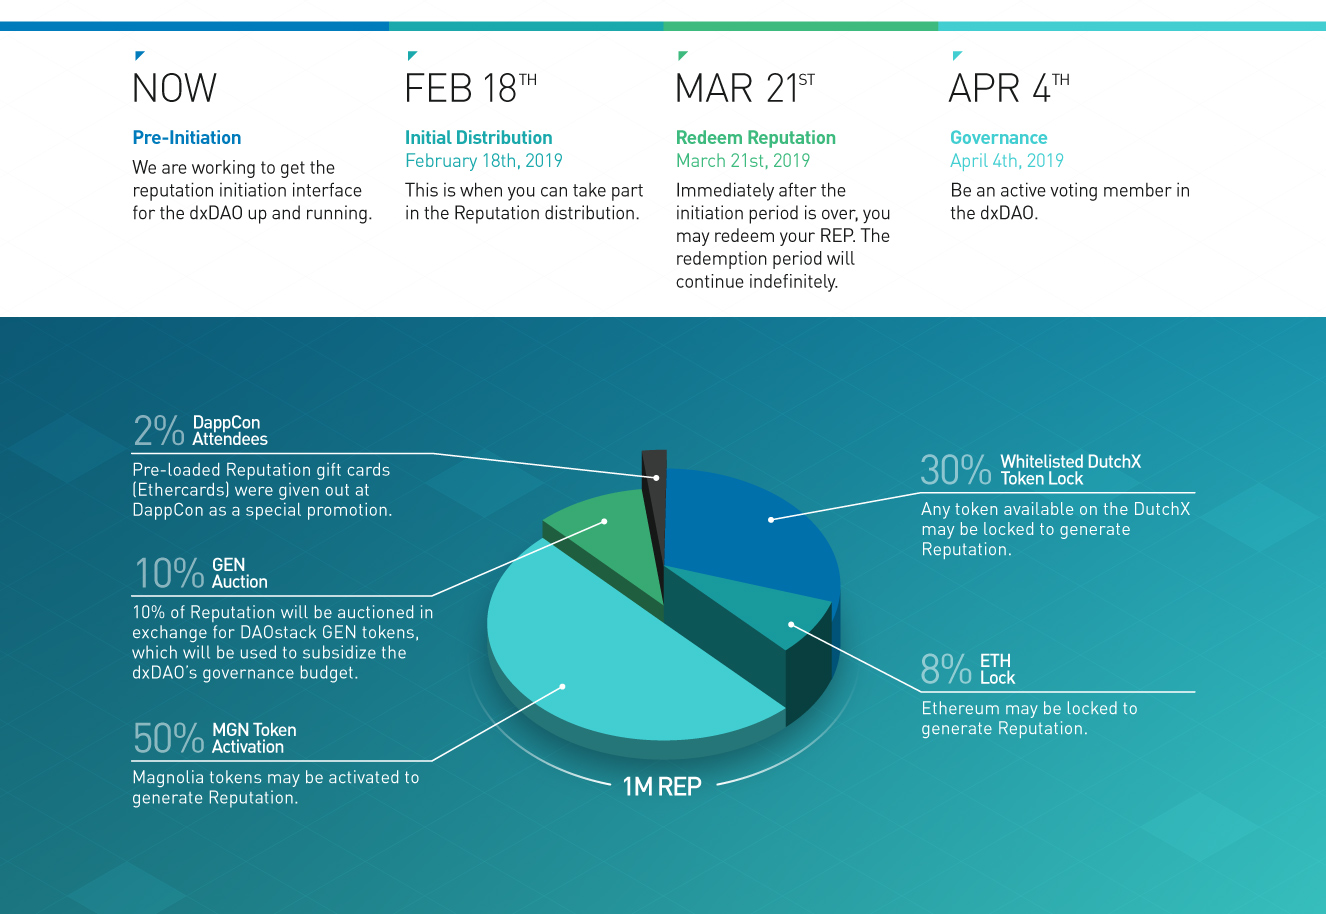 NOW
Pre-Initiation
We are working to get the
reputation initiation interface
for the dxDAO up and running.
FEB 18TH
Initial Distribution
February 18th, 2019
This is when you can take part
in the Reputation distribution.
MAR 21ST
Redeem Reputation
March 21st, 2019
Immediately after the
initiation period is over, you
may redeem your REP. The
redemption period will
continue indefinitely.
APR 4TH
Governance
April 4th, 2019
Be an active voting member in
the dxDAO.
2% DappCon
Attendees
Pre-loaded Reputation gift cards
(Ethercards) were given out at
DappCon as a special promotion.
10% GEN
Auction
10% of Reputation will be auctioned in
exchange for DAOstack GEN tokens,
which will be used to subsidize the
dxDAO's governance budget.
50% MGN Token
Activation
Magnolia tokens may be activated to
generate Reputation.
30% Whitelisted DutchX
Token Lock
Any token available on the DutchX
may be locked to generate
Reputation.
8% ETH
Lock
Ethereum may be locked to
generate Reputation.
1M REP